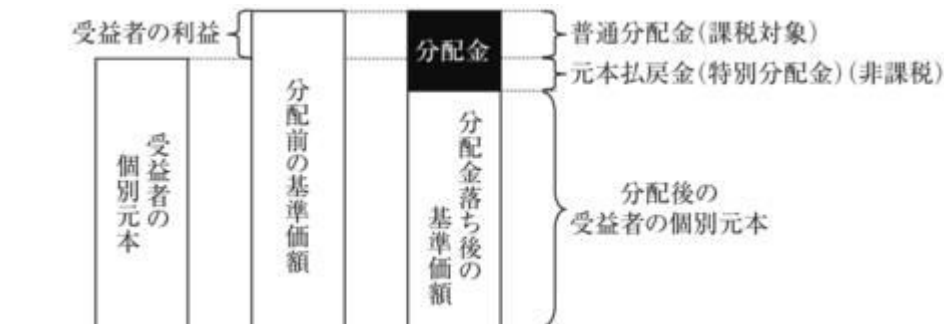 受益者の利益
分配金
普通分配金(課税対象)
元本払戻金(特別分配金)(非課税)
受益者の
個別元本
分配前の基準価額
分配金落ち後の
基準価額
分配後の
受益者の個別元本